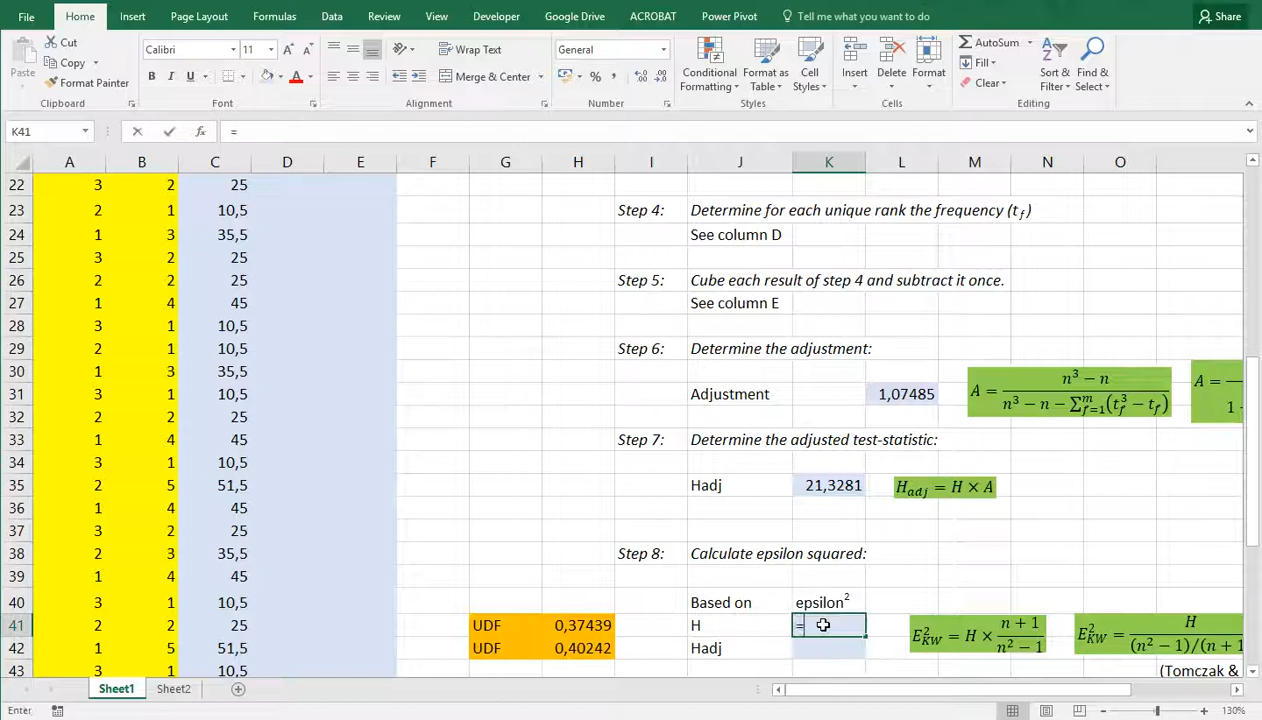 File Home Insert Page Layout Formulas Data Review View Developer Google Drive ACROBAT Power Pivot Tell me what you want to do Share
Paste Cut Copy Format Painter
Calibri 11 B I U
Wrap Text Merge & Center
General % ,
Conditional Formatting Format as Table Cell Styles
Insert Delete Format
AutoSum Fill Clear Sort & Filter Find & Select
Clipboard Font Alignment Number Styles Cells Editing
K41 fx =
A B C D E F G H I J K L M N O
22 3 2 25
23 2 1 10,5 Step 4: Determine for each unique rank the frequency (t_f)
24 1 3 35,5 See column D
25 3 2 25
26 2 2 25 Step 5: Cube each result of step 4 and subtract it once.
27 1 4 45 See column E
28 3 1 10,5
29 2 1 10,5 Step 6: Determine the adjustment:
30 1 3 35,5
31 3 1 10,5 Adjustment 1,07485 A = (n³ − n)/(n³ − n − ∑_{f=1}^{m}(t_f³ − t_f)) A = 1
32 2 2 25
33 1 4 45 Step 7: Determine the adjusted test-statistic:
34 3 1 10,5
35 2 5 51,5 Hadj 21,3281 H_adj = H × A
36 1 4 45
37 3 2 25
38 2 3 35,5 Step 8: Calculate epsilon squared:
39 1 4 45
40 3 1 10,5 Based on epsilon²
41 2 2 25 UDF 0,37439 H = E²_KW = H × (n + 1)/(n² − 1) E²_KW = H/(n² − 1)/(n + 1
42 1 5 51,5 UDF 0,40242 Hadj
43 3 1 10,5 (Tomczak &
Sheet1 Sheet2
Enter 130%